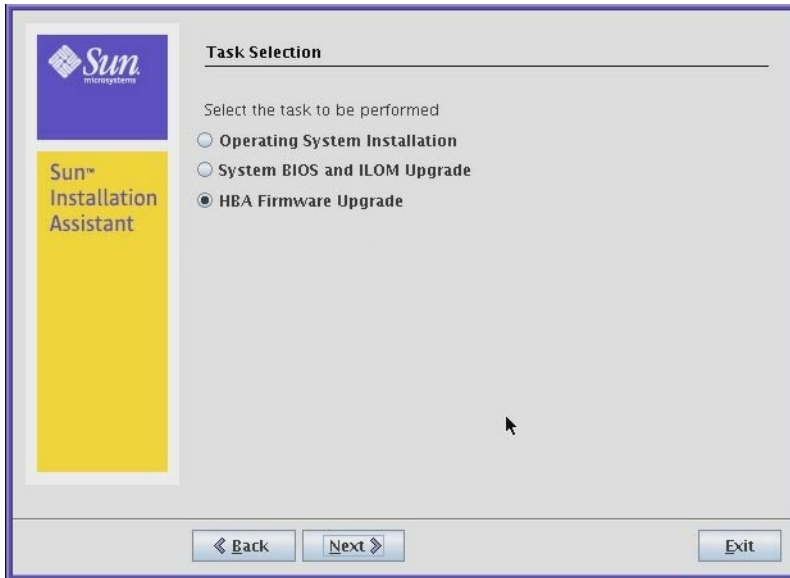 Sun
microsystems
Sun™
Installation
Assistant
Task Selection
Select the task to be performed
Operating System Installation
System BIOS and ILOM Upgrade
HBA Firmware Upgrade
Back
Next
Exit